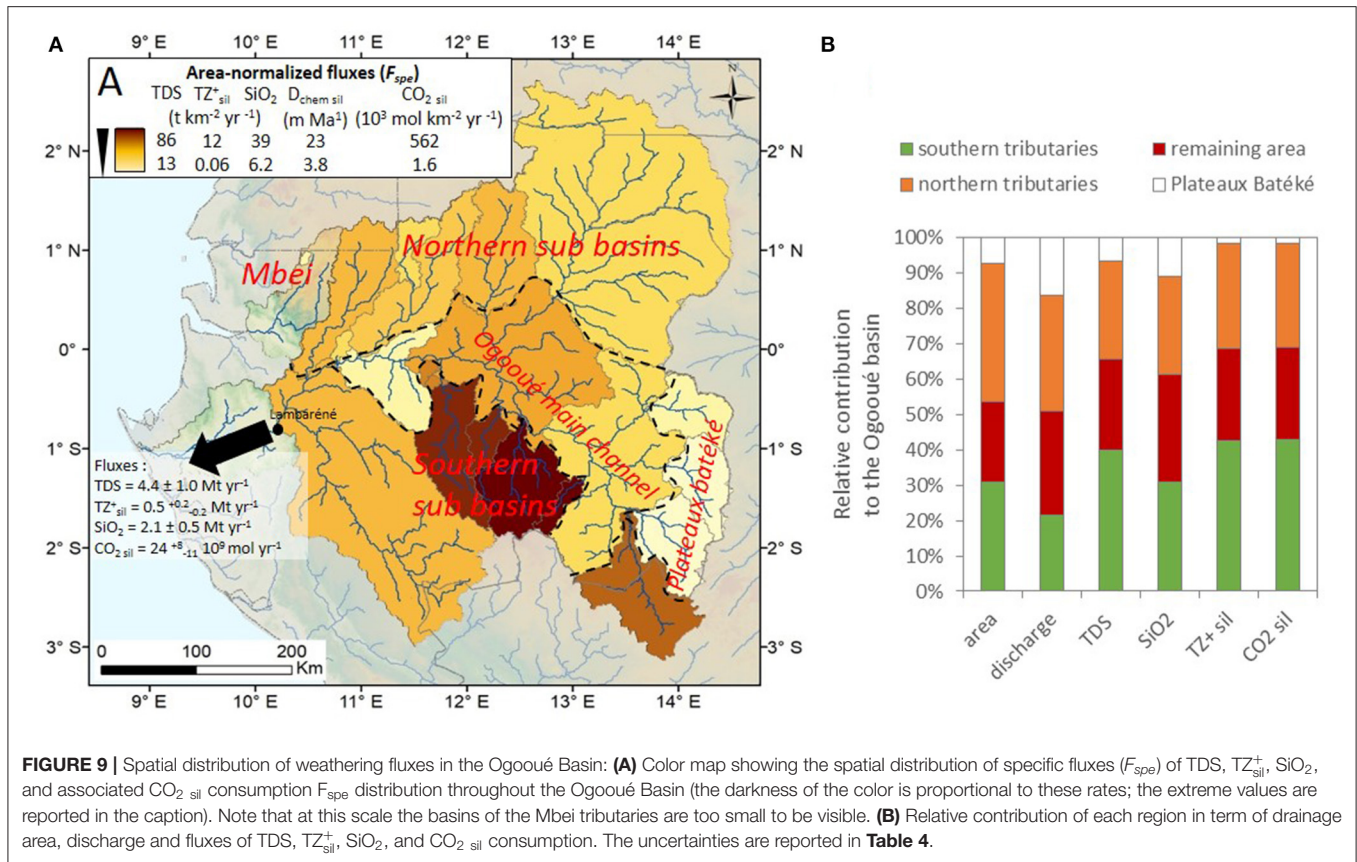 A
9° E 10° E 11° E 12° E 13° E 14° E
A
Area-normalized fluxes (Fspe)
TDS TZ⁺sil SiO₂ Dchem sil CO₂ sil
(t km⁻² yr ⁻¹) (m Ma¹) (10³ mol km⁻² yr ⁻¹)
86 12 39 23 562
13 0.06 6.2 3.8 1.6
N
2° N
1° N
0°
1° S
2° S
3° S
2° N
1° N
0°
1° S
2° S
3° S
Mbei
Northern sub basins
Ogooué main channel
Lambaréné
Southern
sub basins
Plateaux batéké
Fluxes :
TDS = 4.4 ± 1.0 Mt yr⁻¹
TZ⁺sil = 0.5 ⁺⁰·²₋₀.₂ Mt yr⁻¹
SiO₂ = 2.1 ± 0.5 Mt yr⁻¹
CO₂ sil = 24 ⁺⁸₋₁₁ 10⁹ mol yr⁻¹
0 100 200
Km
9° E 10° E 11° E 12° E 13° E 14° E
B
southern tributaries remaining area
northern tributaries Plateaux Batéké
Relative contribution
to the Ogooue basin
100%
90%
80%
70%
60%
50%
40%
30%
20%
10%
0%
area discharge TDS SiO2 TZ+ sil CO2 sil
FIGURE 9 | Spatial distribution of weathering fluxes in the Ogooué Basin: (A) Color map showing the spatial distribution of specific fluxes (Fspe) of TDS, TZ⁺sil, SiO₂,
and associated CO₂ sil consumption Fspe distribution throughout the Ogooué Basin (the darkness of the color is proportional to these rates; the extreme values are
reported in the caption). Note that at this scale the basins of the Mbei tributaries are too small to be visible. (B) Relative contribution of each region in term of drainage
area, discharge and fluxes of TDS, TZ⁺sil, SiO₂, and CO₂ sil consumption. The uncertainties are reported in Table 4.